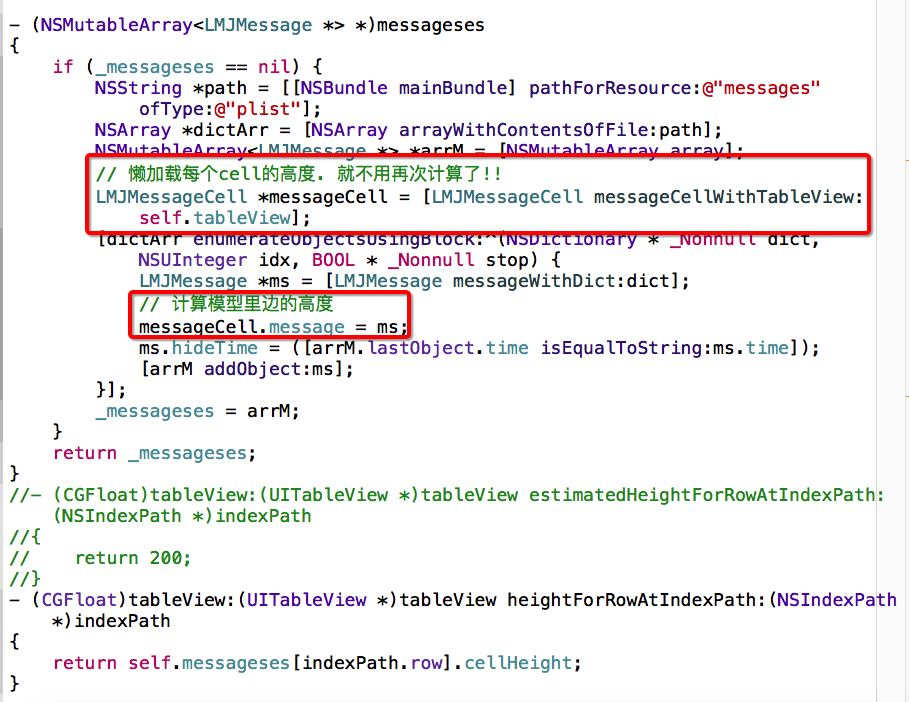 - (NSMutableArray<LMJMessage *> *)messageses
{
if (_messageses == nil) {
NSString *path = [[NSBundle mainBundle] pathForResource:@"messages"
ofType:@"plist"];
NSArray *dictArr = [NSArray arrayWithContentsOfFile:path];
NSMutableArray<LMJMessage *> *arrM = [NSMutableArray array];
// 懒加载每个cell的高度. 就不用再次计算了!!
LMJMessageCell *messageCell = [LMJMessageCell messageCellWithTableView:
self.tableView];
[dictArr enumerateObjectsUsingBlock:^(NSDictionary * _Nonnull dict,
NSUInteger idx, BOOL * _Nonnull stop) {
LMJMessage *ms = [LMJMessage messageWithDict:dict];
// 计算模型里边的高度
messageCell.message = ms;
ms.hideTime = ([arrM.lastObject.time isEqualToString:ms.time]);
[arrM addObject:ms];
}];
_messageses = arrM;
}
return _messageses;
}
//- (CGFloat)tableView:(UITableView *)tableView estimatedHeightForRowAtIndexPath:
(NSIndexPath *)indexPath
//{
// return 200;
//}
- (CGFloat)tableView:(UITableView *)tableView heightForRowAtIndexPath:(NSIndexPath
*)indexPath
{
return self.messageses[indexPath.row].cellHeight;
}